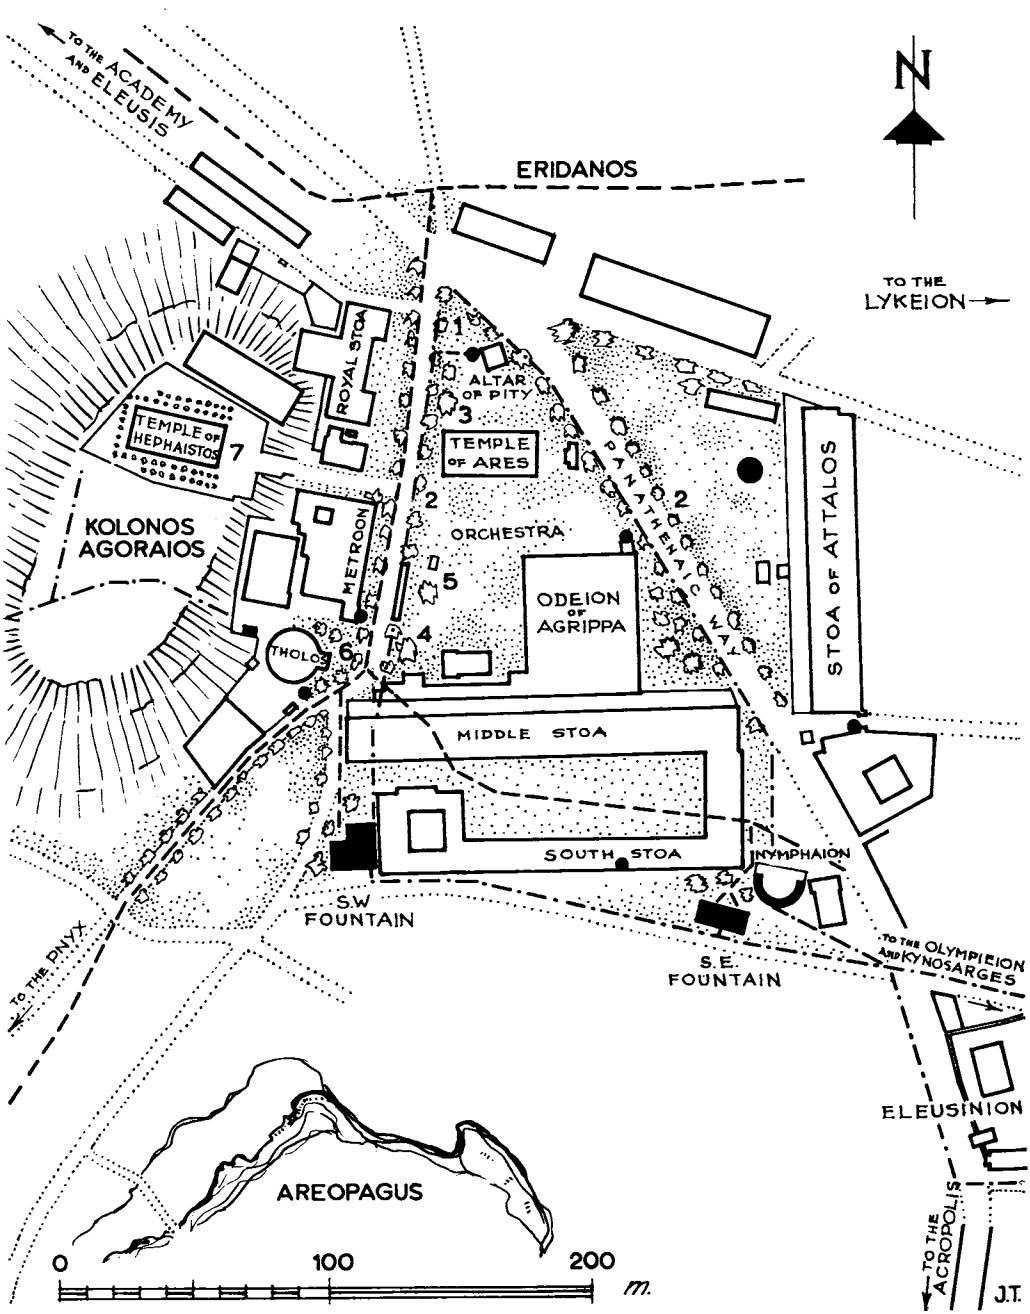 TO THE ACADEMY
AND ELEUSIS
N
ERIDANOS
TO THE
LYKEION
1
ROYAL STOA
ALTAR
OF PITY
3
TEMPLE OF
HEPHAISTOS
7
TEMPLE
OF ARES
PANATHENAIC WAY
2
2
STOA OF ATTALOS
KOLONOS
AGORAIOS
METROON
ORCHESTRA
5
ODEION
OF
AGRIPPA
4
THOLOS
6
MIDDLE STOA
SOUTH STOA
NYMPHAION
S.W
FOUNTAIN
S.E.
FOUNTAIN
TO THE PNYX
TO THE OLYMPIEION
AND KYNOSARGES
ELEUSINION
AREOPAGUS
TO THE
ACROPOLIS
0 100 200
m.
J.T.